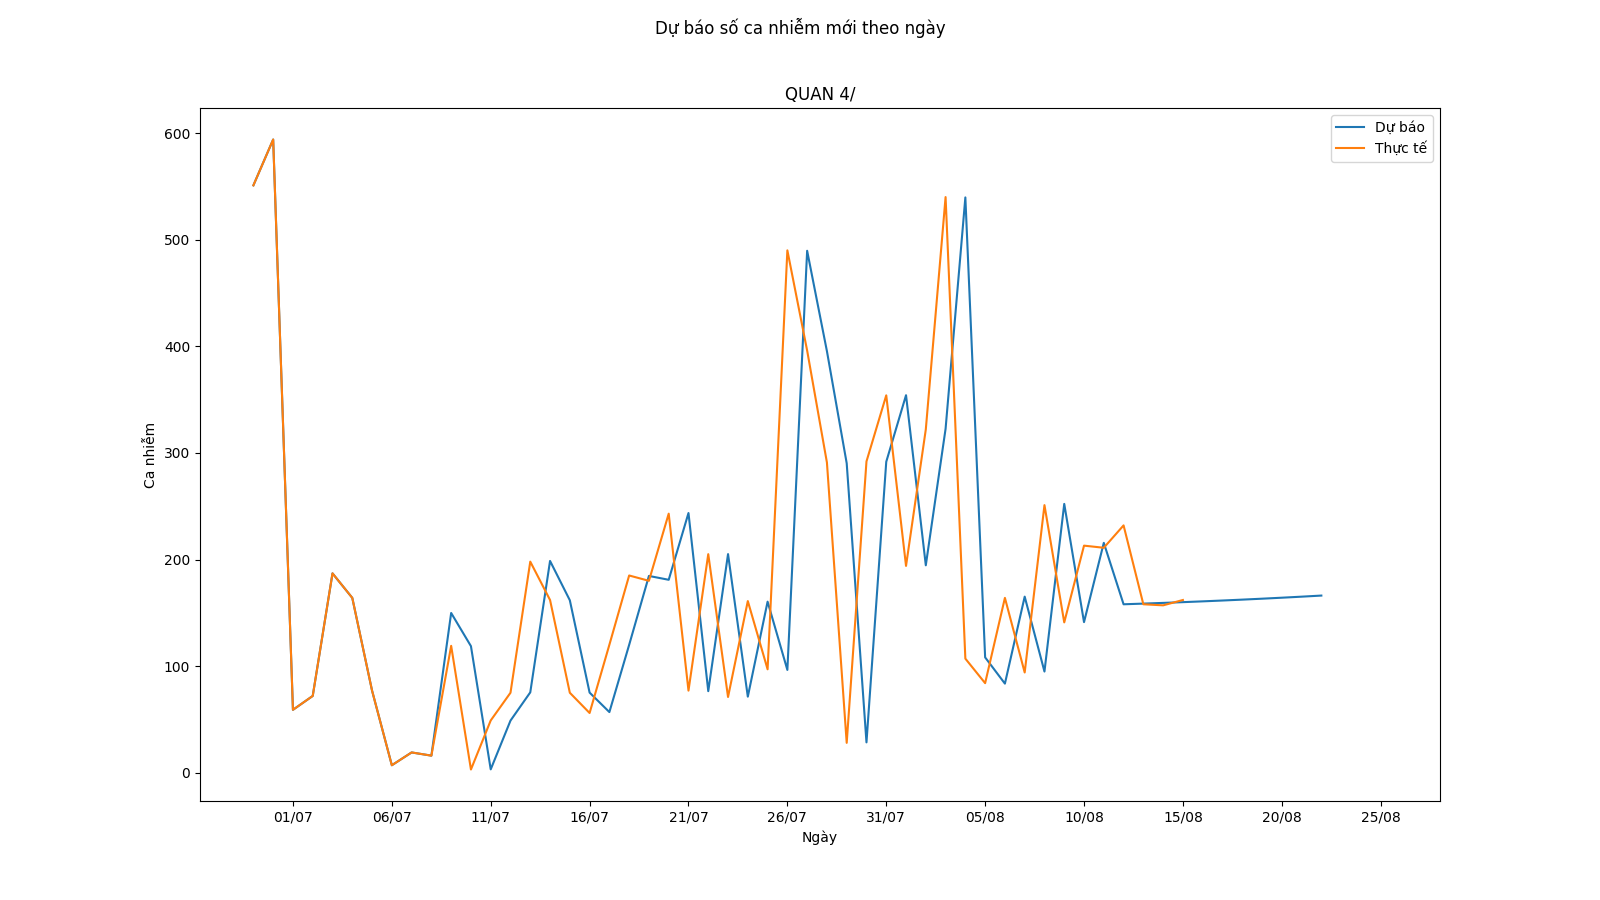 Dự báo số ca nhiễm mới theo ngày
QUAN 4/
Dự báo
Thực tế
600
500
400
300
200
100
0
Ca nhiễm
01/07 06/07 11/07 16/07 21/07 26/07 31/07 05/08 10/08 15/08 20/08 25/08
Ngày